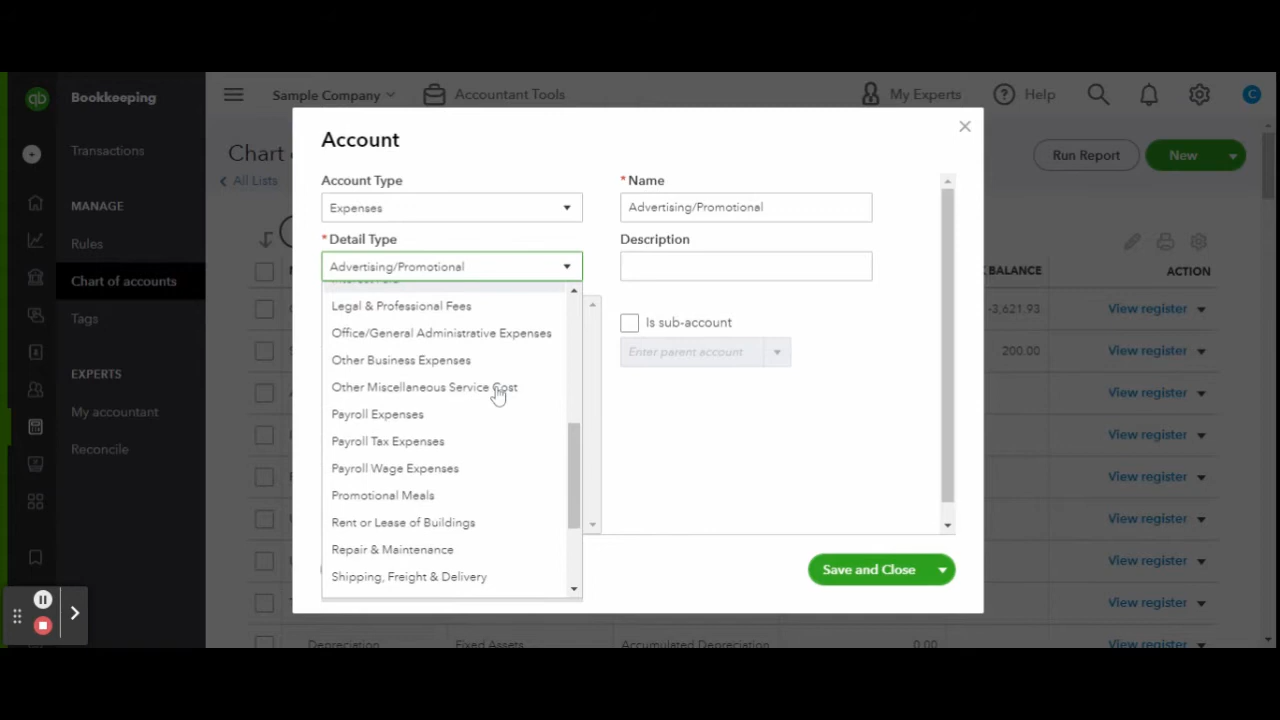 qb
Bookkeeping
Sample Company
Accountant Tools
My Experts
Help
C
Transactions
MANAGE
Rules
Chart of accounts
Tags
EXPERTS
My accountant
Reconcile
Chart
All Lists
Run Report
New
Account
Account Type
* Name
Expenses
Advertising/Promotional
* Detail Type
Description
Advertising/Promotional
Legal & Professional Fees
Office/General Administrative Expenses
Other Business Expenses
Other Miscellaneous Service Cost
Payroll Expenses
Payroll Tax Expenses
Payroll Wage Expenses
Promotional Meals
Rent or Lease of Buildings
Repair & Maintenance
Shipping, Freight & Delivery
Is sub-account
Enter parent account
Save and Close
BALANCE
ACTION
-3,621.93
View register
200.00
View register
View register
View register
View register
View register
View register
View register
Depreciation
Fixed Assets
Accumulated Depreciation
0.00
View register